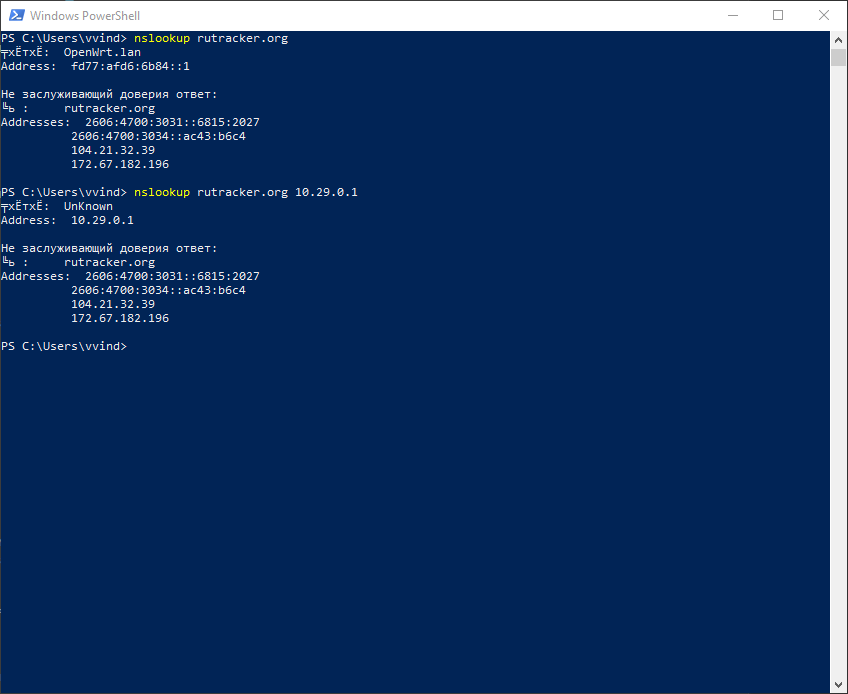 Windows PowerShell
PS C:\Users\vvind> nslookup rutracker.org
╤хЁтхЁ:  OpenWrt.lan
Address:  fd77:afd6:6b84::1
Не заслуживающий доверия ответ:
╚ь :     rutracker.org
Addresses:  2606:4700:3031::6815:2027
2606:4700:3034::ac43:b6c4
104.21.32.39
172.67.182.196
PS C:\Users\vvind> nslookup rutracker.org 10.29.0.1
╤хЁтхЁ:  UnKnown
Address:  10.29.0.1
Не заслуживающий доверия ответ:
╚ь :     rutracker.org
Addresses:  2606:4700:3031::6815:2027
2606:4700:3034::ac43:b6c4
104.21.32.39
172.67.182.196
PS C:\Users\vvind>